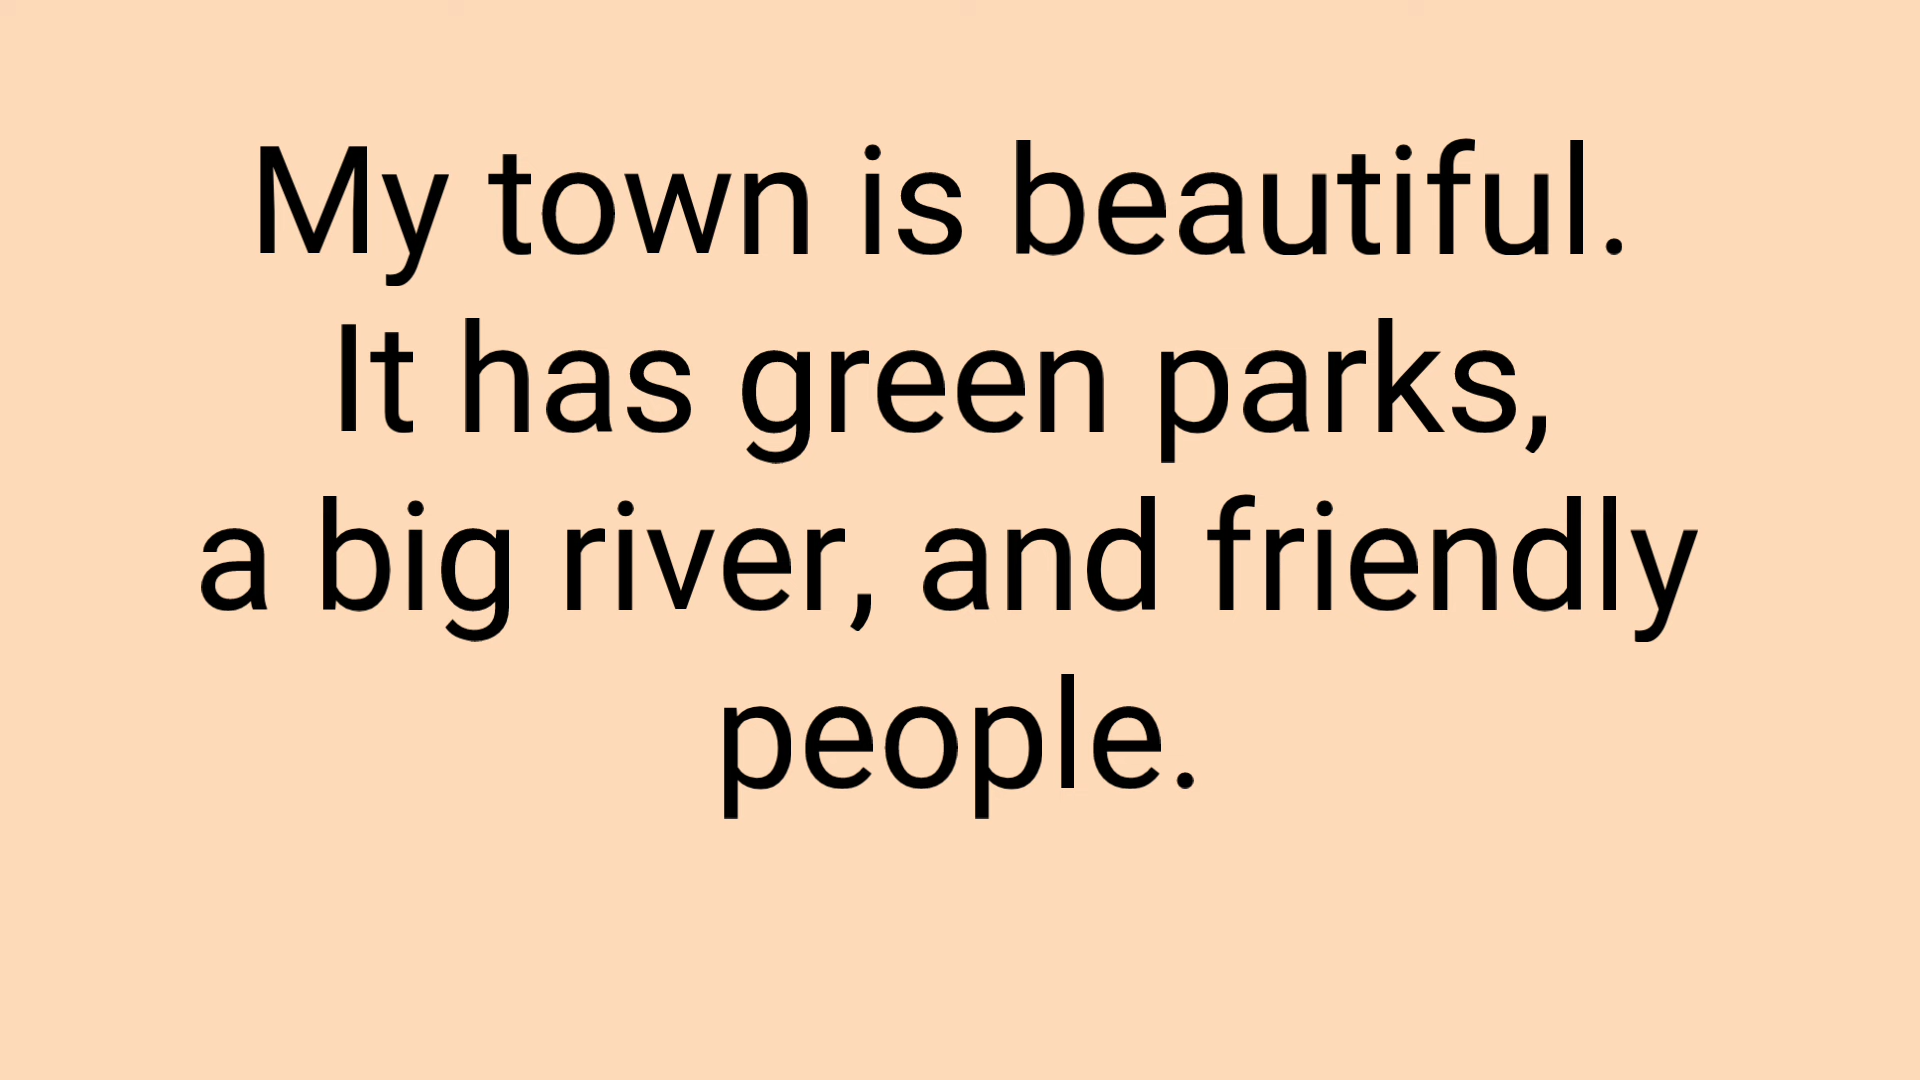 My town is beautiful.
It has green parks,
a big river, and friendly
people.